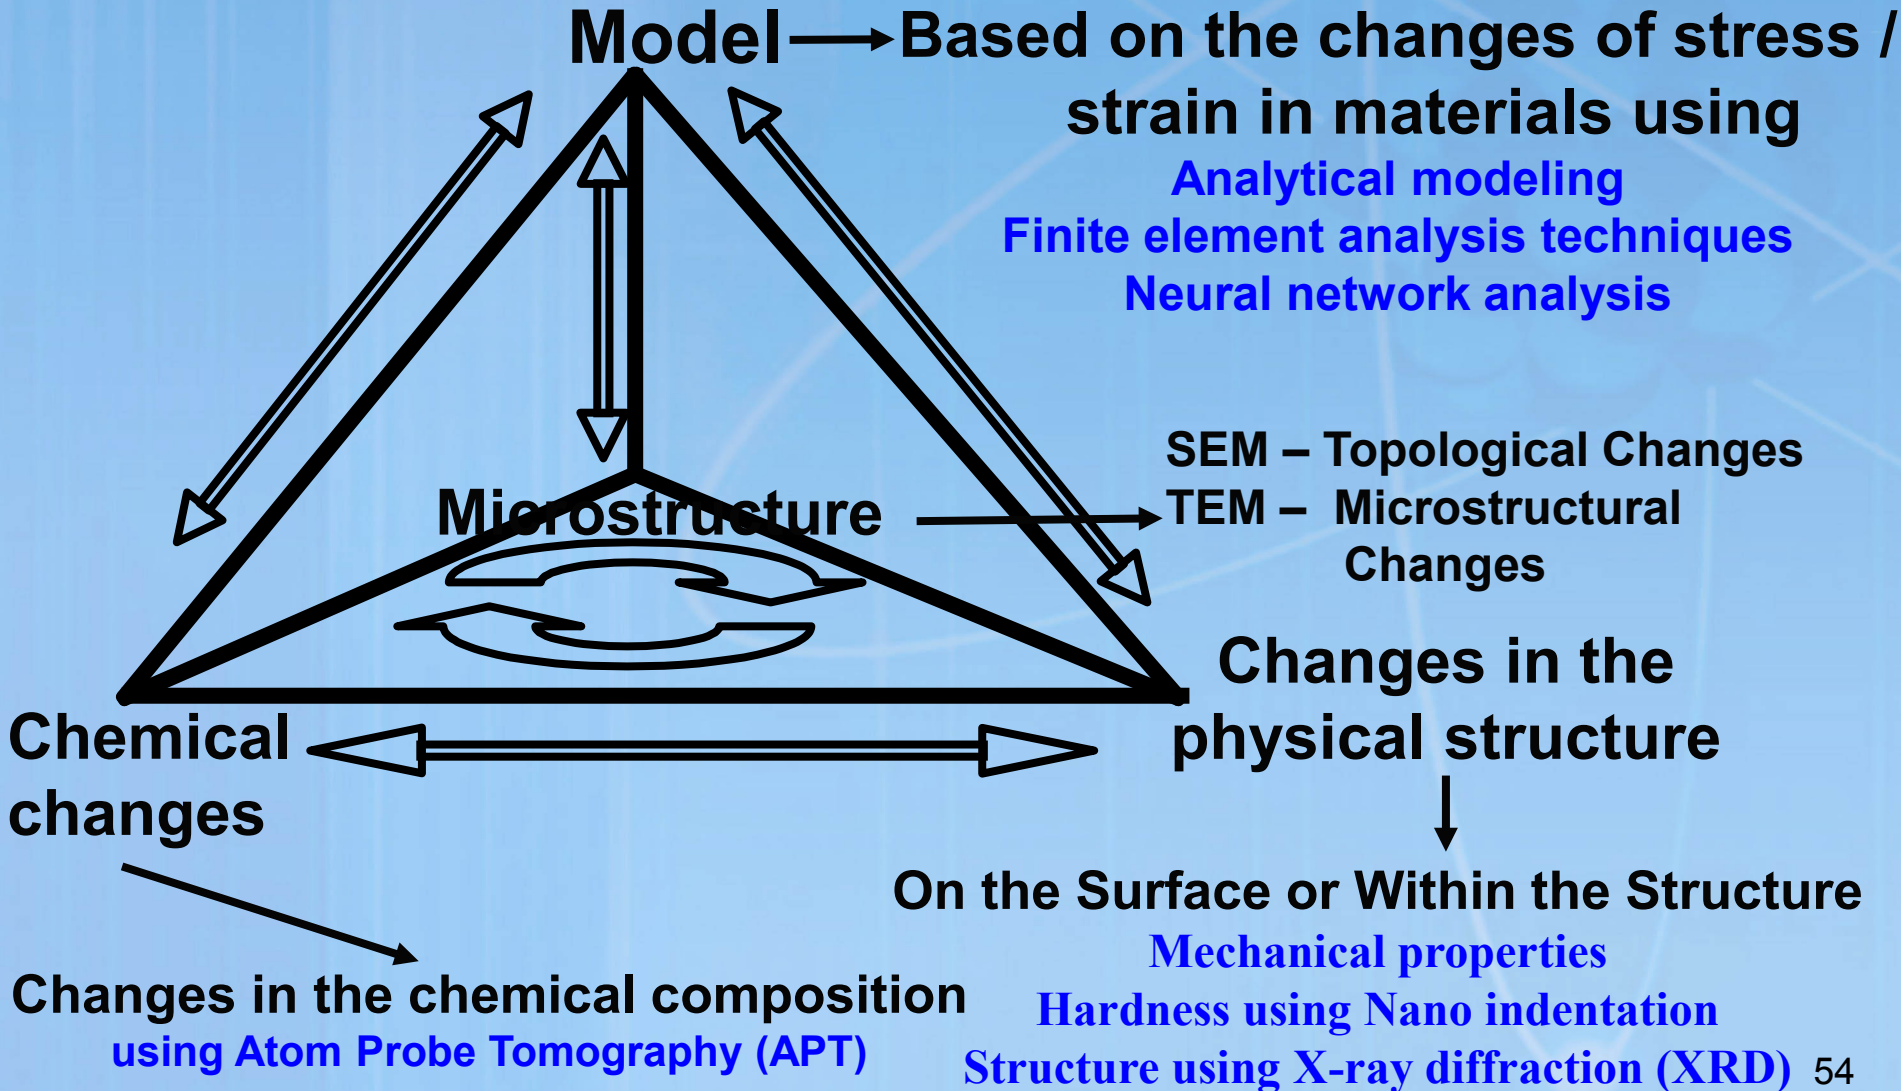 Model
Based on the changes of stress /
strain in materials using
Analytical modeling
Finite element analysis techniques
Neural network analysis
SEM – Topological Changes
TEM – Microstructural
Changes
Microstructure
Changes in the
physical structure
Chemical
changes
On the Surface or Within the Structure
Mechanical properties
Hardness using Nano indentation
Structure using X-ray diffraction (XRD)
Changes in the chemical composition
using Atom Probe Tomography (APT)
54